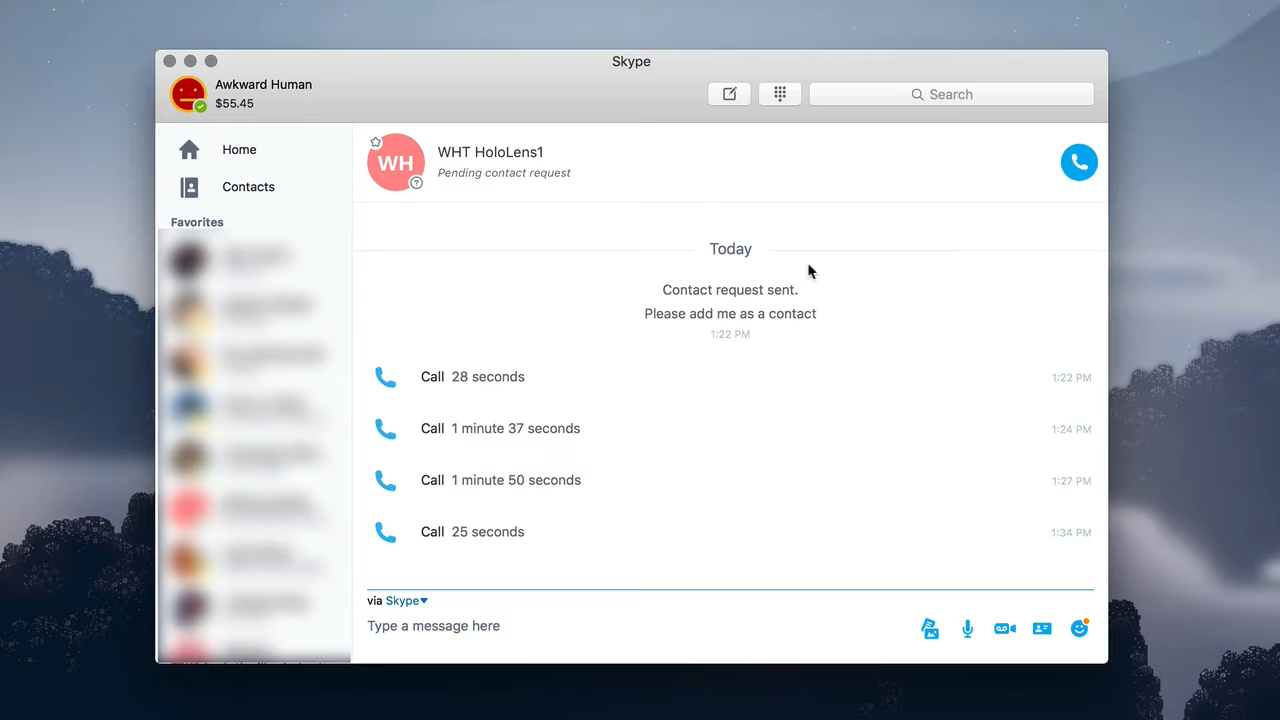 Skype
Awkward Human
$55.45
Search
Home
Contacts
Favorites
WH
WHT HoloLens1
Pending contact request
Today
Contact request sent.
Please add me as a contact
1:22 PM
Call 28 seconds 1:22 PM
Call 1 minute 37 seconds 1:24 PM
Call 1 minute 50 seconds 1:27 PM
Call 25 seconds 1:34 PM
via Skype
Type a message here